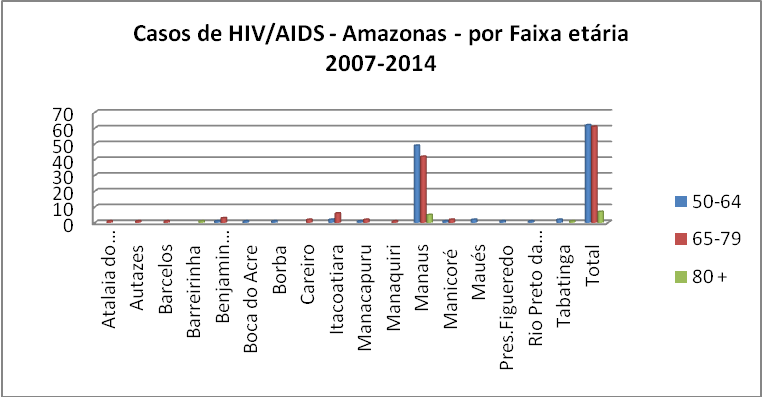 Casos de HIV/AIDS - Amazonas - por Faixa etária
2007-2014
70
60
50
40
30
20
10
0
50-64
65-79
80 +
Atalaia do...
Autazes
Barcelos
Barreirinha
Benjamin...
Boca do Acre
Borba
Careiro
Itacoatiara
Manacapuru
Manaquiri
Manaus
Manicoré
Maués
Pres.Figueredo
Rio Preto da...
Tabatinga
Total